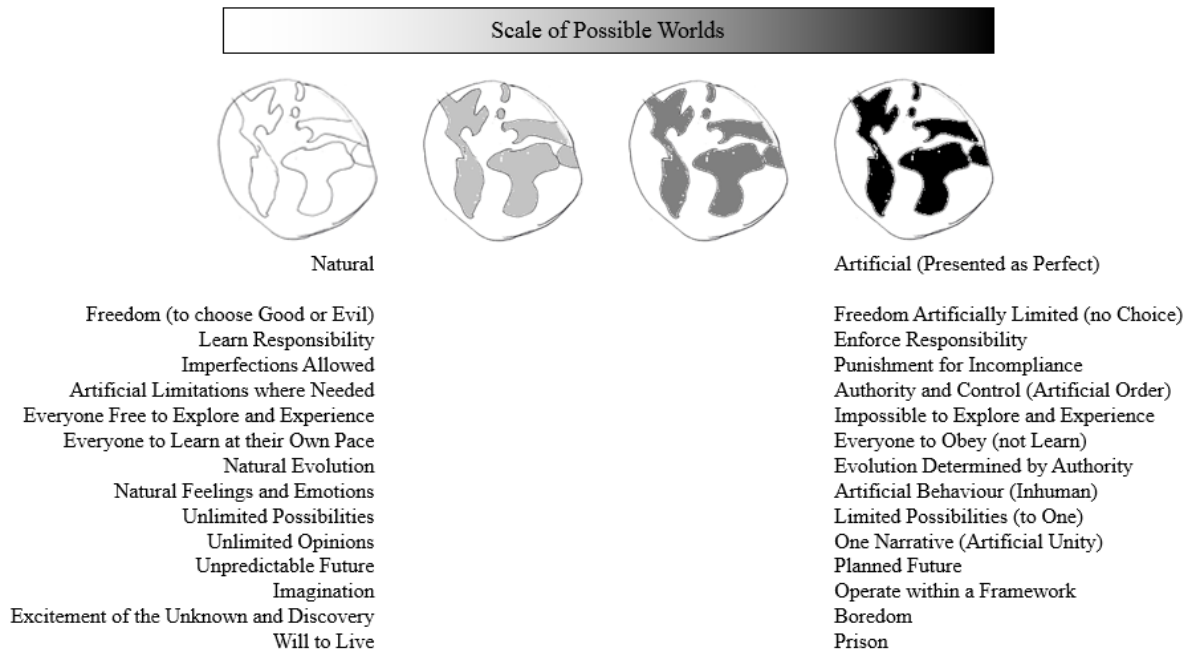 Scale of Possible Worlds
Natural
Freedom (to choose Good or Evil)
Learn Responsibility
Imperfections Allowed
Artificial Limitations where Needed
Everyone Free to Explore and Experience
Everyone to Learn at their Own Pace
Natural Evolution
Natural Feelings and Emotions
Unlimited Possibilities
Unlimited Opinions
Unpredictable Future
Imagination
Excitement of the Unknown and Discovery
Will to Live
Artificial (Presented as Perfect)
Freedom Artificially Limited (no Choice)
Enforce Responsibility
Punishment for Incompliance
Authority and Control (Artificial Order)
Impossible to Explore and Experience
Everyone to Obey (not Learn)
Evolution Determined by Authority
Artificial Behaviour (Inhuman)
Limited Possibilities (to One)
One Narrative (Artificial Unity)
Planned Future
Operate within a Framework
Boredom
Prison